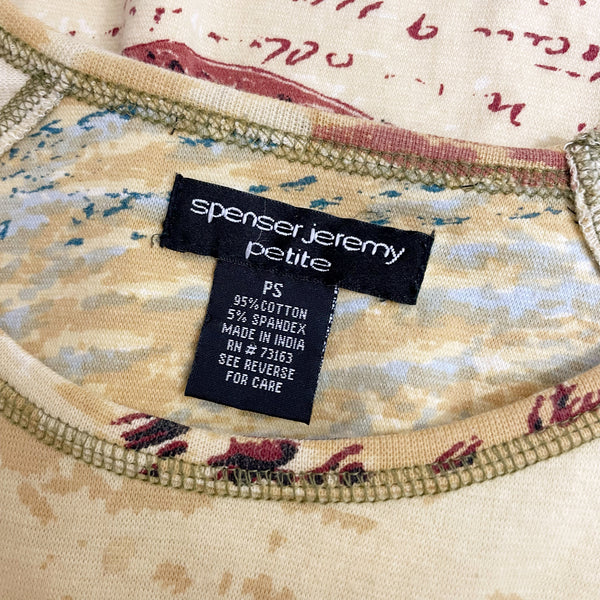 spenser jeremy
petite
PS
95% COTTON
5% SPANDEX
MADE IN INDIA
RN # 73163
SEE REVERSE
FOR CARE